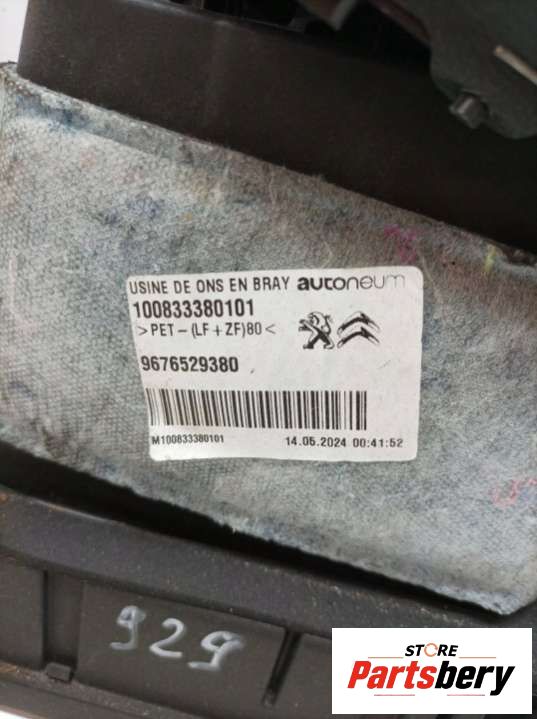 USINE DE ONS EN BRAY autoneum
100833380101
>PET-(LF+ZF)80<
9676529380
M100833380101 14.05.2024 00:41:52
929
STORE
Partsbery